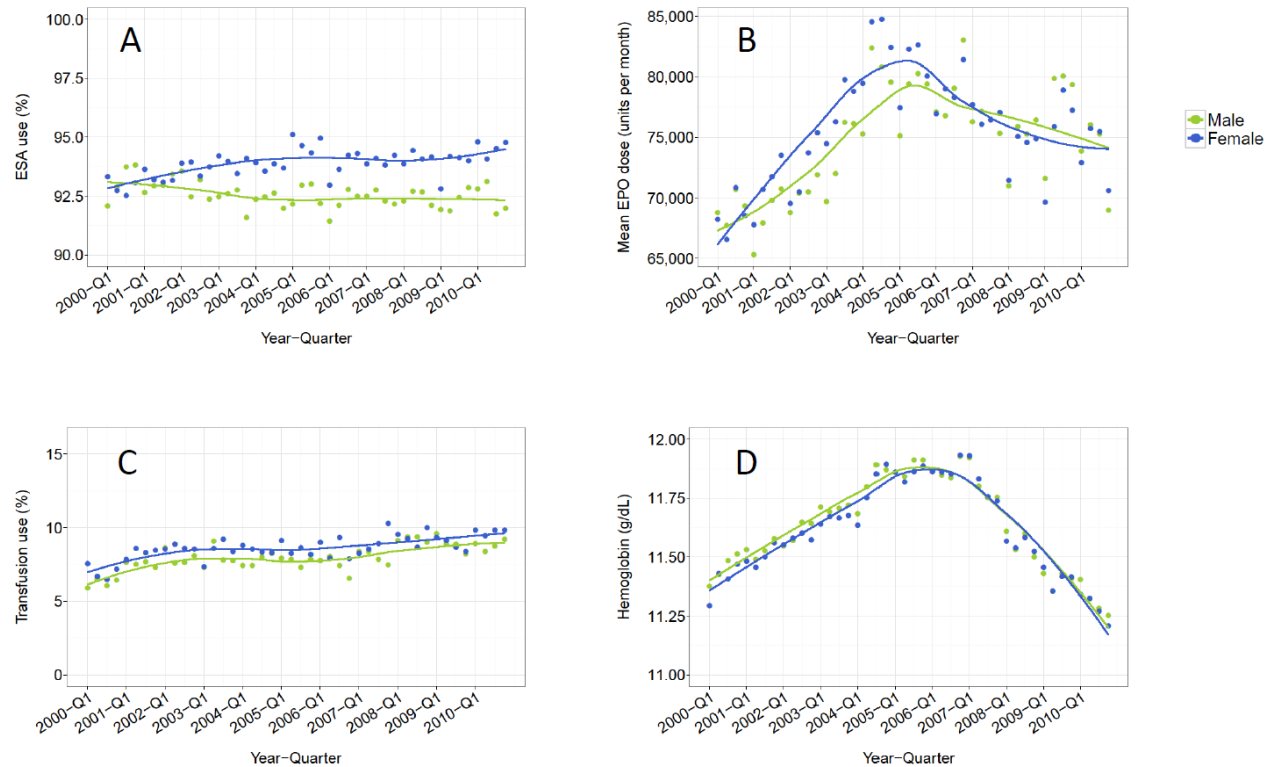 A
ESA use (%)
100.0
97.5
95.0
92.5
90.0
2000−Q1
2001−Q1
2002−Q1
2003−Q1
2004−Q1
2005−Q1
2006−Q1
2007−Q1
2008−Q1
2009−Q1
2010−Q1
Year−Quarter
B
Mean EPO dose (units per month)
85,000
80,000
75,000
70,000
65,000
2000−Q1
2001−Q1
2002−Q1
2003−Q1
2004−Q1
2005−Q1
2006−Q1
2007−Q1
2008−Q1
2009−Q1
2010−Q1
Year−Quarter
Male
Female
C
Transfusion use (%)
15
10
5
0
2000−Q1
2001−Q1
2002−Q1
2003−Q1
2004−Q1
2005−Q1
2006−Q1
2007−Q1
2008−Q1
2009−Q1
2010−Q1
Year−Quarter
D
Hemoglobin (g/dL)
12.00
11.75
11.50
11.25
11.00
2000−Q1
2001−Q1
2002−Q1
2003−Q1
2004−Q1
2005−Q1
2006−Q1
2007−Q1
2008−Q1
2009−Q1
2010−Q1
Year−Quarter